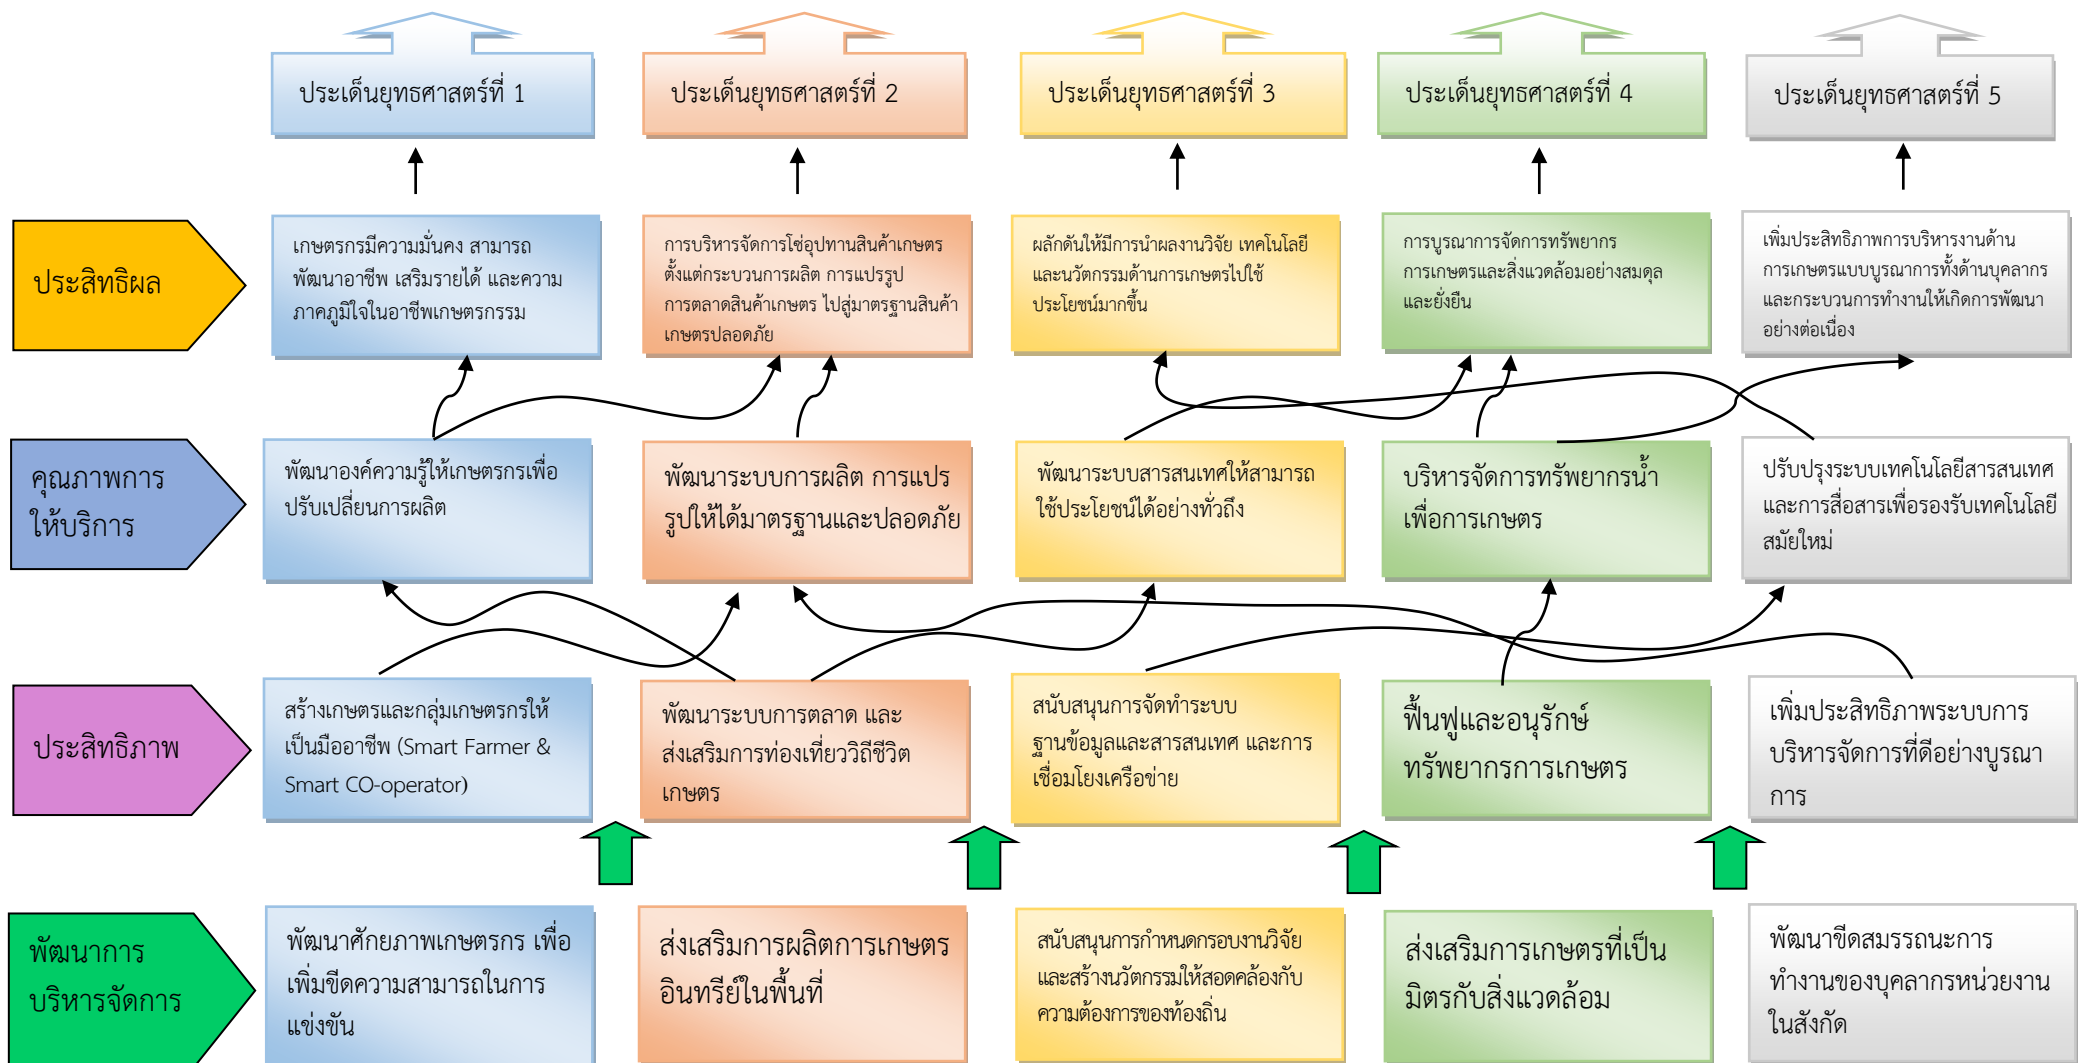 ประเด็นยุทธศาสตร์ที่ 1
ประเด็นยุทธศาสตร์ที่ 2
ประเด็นยุทธศาสตร์ที่ 3
ประเด็นยุทธศาสตร์ที่ 4
ประเด็นยุทธศาสตร์ที่ 5
ประสิทธิผล
เกษตรกรมีความมั่นคง สามารถ
พัฒนาอาชีพ เสริมรายได้ และความ
ภาคภูมิใจในอาชีพเกษตรกรรม
การบริหารจัดการโซ่อุปทานสินค้าเกษตร
ตั้งแต่กระบวนการผลิต การแปรรูป
การตลาดสินค้าเกษตร ไปสู่มาตรฐานสินค้า
เกษตรปลอดภัย
ผลักดันให้มีการนำผลงานวิจัย เทคโนโลยี
และนวัตกรรมด้านการเกษตรไปใช้
ประโยชน์มากขึ้น
การบูรณาการจัดการทรัพยากร
การเกษตรและสิ่งแวดล้อมอย่างสมดุล
และยั่งยืน
เพิ่มประสิทธิภาพการบริหารงานด้าน
การเกษตรแบบบูรณาการทั้งด้านบุคลากร
และกระบวนการทำงานให้เกิดการพัฒนา
อย่างต่อเนื่อง
คุณภาพการ
ให้บริการ
พัฒนาองค์ความรู้ให้เกษตรกรเพื่อ
ปรับเปลี่ยนการผลิต
พัฒนาระบบการผลิต การแปร
รูปให้ได้มาตรฐานและปลอดภัย
พัฒนาระบบสารสนเทศให้สามารถ
ใช้ประโยชน์ได้อย่างทั่วถึง
บริหารจัดการทรัพยากรน้ำ
เพื่อการเกษตร
ปรับปรุงระบบเทคโนโลยีสารสนเทศ
และการสื่อสารเพื่อรองรับเทคโนโลยี
สมัยใหม่
ประสิทธิภาพ
สร้างเกษตรและกลุ่มเกษตรกรให้
เป็นมืออาชีพ (Smart Farmer &
Smart CO-operator)
พัฒนาระบบการตลาด และ
ส่งเสริมการท่องเที่ยววิถีชีวิต
เกษตร
สนับสนุนการจัดทำระบบ
ฐานข้อมูลและสารสนเทศ และการ
เชื่อมโยงเครือข่าย
ฟื้นฟูและอนุรักษ์
ทรัพยากรการเกษตร
เพิ่มประสิทธิภาพระบบการ
บริหารจัดการที่ดีอย่างบูรณา
การ
พัฒนาการ
บริหารจัดการ
พัฒนาศักยภาพเกษตรกร เพื่อ
เพิ่มขีดความสามารถในการ
แข่งขัน
ส่งเสริมการผลิตการเกษตร
อินทรีย์ในพื้นที่
สนับสนุนการกำหนดกรอบงานวิจัย
และสร้างนวัตกรรมให้สอดคล้องกับ
ความต้องการของท้องถิ่น
ส่งเสริมการเกษตรที่เป็น
มิตรกับสิ่งแวดล้อม
พัฒนาขีดสมรรถนะการ
ทำงานของบุคลากรหน่วยงาน
ในสังกัด